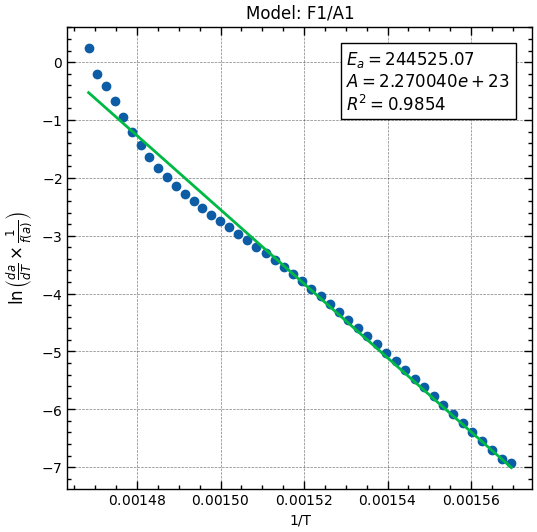 Model: F1/A1
E_a = 244525.07
A = 2.270040e + 23
R^2 = 0.9854
ln(da/dT × 1/f(a))
0
−1
−2
−3
−4
−5
−6
−7
0.00148 0.00150 0.00152 0.00154 0.00156
1/T